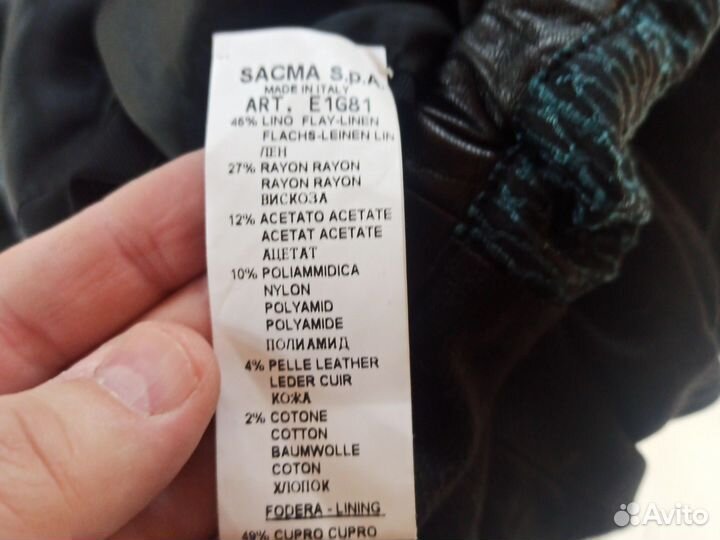 SACMA S.p.A.
MADE IN ITALY
ART. E1G81
45% LINO FLAY-LINEN
FLACHS-LEINEN LIN
ЛЕН
27% RAYON RAYON
RAYON RAYON
ВИСКОЗА
12% ACETATO ACETATE
ACETAT ACETATE
АЦЕТАТ
10% POLIAMMIDICA
NYLON
POLYAMID
POLYAMIDE
ПОЛИАМИД
4% PELLE LEATHER
LEDER CUIR
КОЖА
2% COTONE
COTTON
BAUMWOLLE
COTON
ХЛОПОК
FODERA - LINING
49% CUPRO CUPRO
Avito